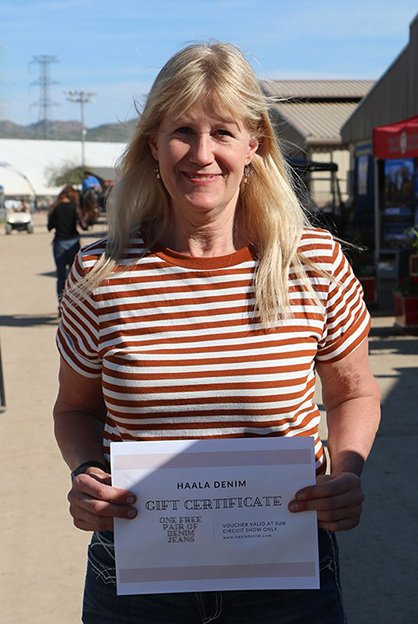 HAALA DENIM
GIFT CERTIFICATE
ONE FREE
PAIR OF
DENIM
JEANS
VOUCHER VALID AT SUN
CIRCUIT SHOW ONLY
www.haaladenim.com